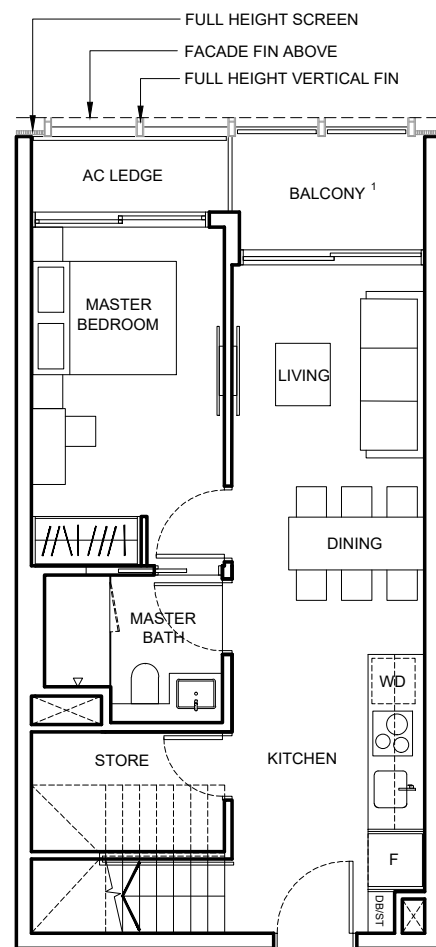 FULL HEIGHT SCREEN
FACADE FIN ABOVE
FULL HEIGHT VERTICAL FIN
AC LEDGE
BALCONY 1
MASTER
BEDROOM
LIVING
DINING
MASTER
BATH
WD
STORE
KITCHEN
F
DB/ST
x